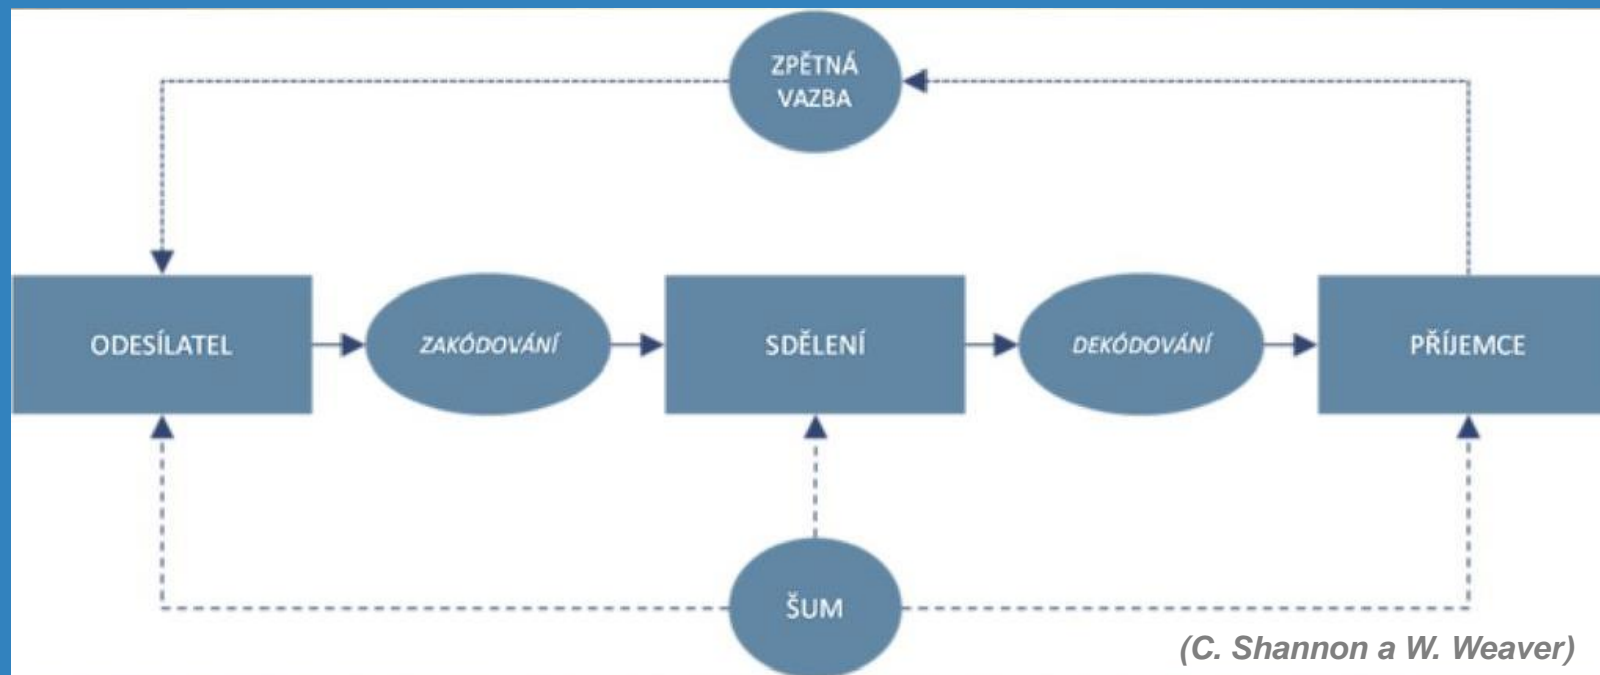 ZPĚTNÁ
VAZBA
ODESÍLATEL
ZAKÓDOVÁNÍ
SDĚLENÍ
DEKÓDOVÁNÍ
PŘÍJEMCE
ŠUM
(C. Shannon a W. Weaver)